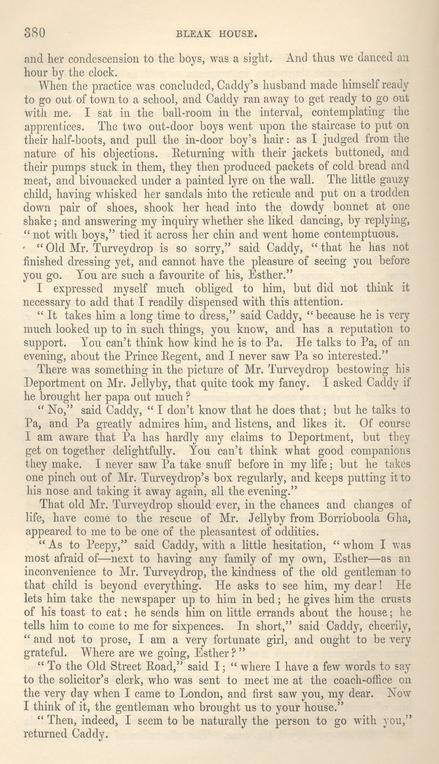 380 BLEAK HOUSE.
and her condescension to the boys, was a sight. And thus we danced an
hour by the clock.
When the practice was concluded, Caddy's husband made himself ready
to go out of town to a school, and Caddy ran away to get ready to go out
with me. I sat in the ball-room in the interval, contemplating the
apprentices. The two out-door boys went upon the staircase to put on
their half-boots, and pull the in-door boy's hair: as I judged from the
nature of his objections. Returning with their jackets buttoned, and
their pumps stuck in them, they then produced packets of cold bread and
meat, and bivouacked under a painted lyre on the wall. The little gauzy
child, having whisked her sandals into the reticule and put on a trodden
down pair of shoes, shook her head into the dowdy bonnet at one
shake; and answering my inquiry whether she liked dancing, by replying,
"not with boys," tied it across her chin and went home contemptuous.
"Old Mr. Turveydrop is so sorry," said Caddy, "that he has not
finished dressing yet, and cannot have the pleasure of seeing you before
you go. You are such a favourite of his, Esther."
I expressed myself much obliged to him, but did not think it
necessary to add that I readily dispensed with this attention.
"It takes him a long time to dress," said Caddy, "because he is very
much looked up to in such things, you know, and has a reputation to
support. You can't think how kind he is to Pa. He talks to Pa, of an
evening, about the Prince Regent, and I never saw Pa so interested."
There was something in the picture of Mr. Turveydrop bestowing his
Deportment on Mr. Jellyby, that quite took my fancy. I asked Caddy if
he brought her papa out much?
"No," said Caddy, "I don't know that he does that; but he talks to
Pa, and Pa greatly admires him, and listens, and likes it. Of course
I am aware that Pa has hardly any claims to Deportment, but they
get on together delightfully. You can't think what good companions
they make. I never saw Pa take snuff before in my life; but he takes
one pinch out of Mr. Turveydrop's box regularly, and keeps putting it to
his nose and taking it away again, all the evening."
That old Mr. Turveydrop should ever, in the chances and changes of
life, have come to the rescue of Mr. Jellyby from Borrioboola Gha,
appeared to me to be one of the pleasantest of oddities.
"As to Peepy," said Caddy, with a little hesitation, "whom I was
most afraid of—next to having any family of my own, Esther—as an
inconvenience to Mr. Turveydrop, the kindness of the old gentleman to
that child is beyond everything. He asks to see him, my dear! He
lets him take the newspaper up to him in bed; he gives him the crusts
of his toast to eat; he sends him on little errands about the house; he
tells him to come to me for sixpences. In short," said Caddy, cheerily,
"and not to prose, I am a very fortunate girl, and ought to be very
grateful. Where are we going, Esther?"
"To the Old Street Road," said I; "where I have a few words to say
to the solicitor's clerk, who was sent to meet me at the coach-office on
the very day when I came to London, and first saw you, my dear. Now
I think of it, the gentleman who brought us to your house."
"Then, indeed, I seem to be naturally the person to go with you,"
returned Caddy.